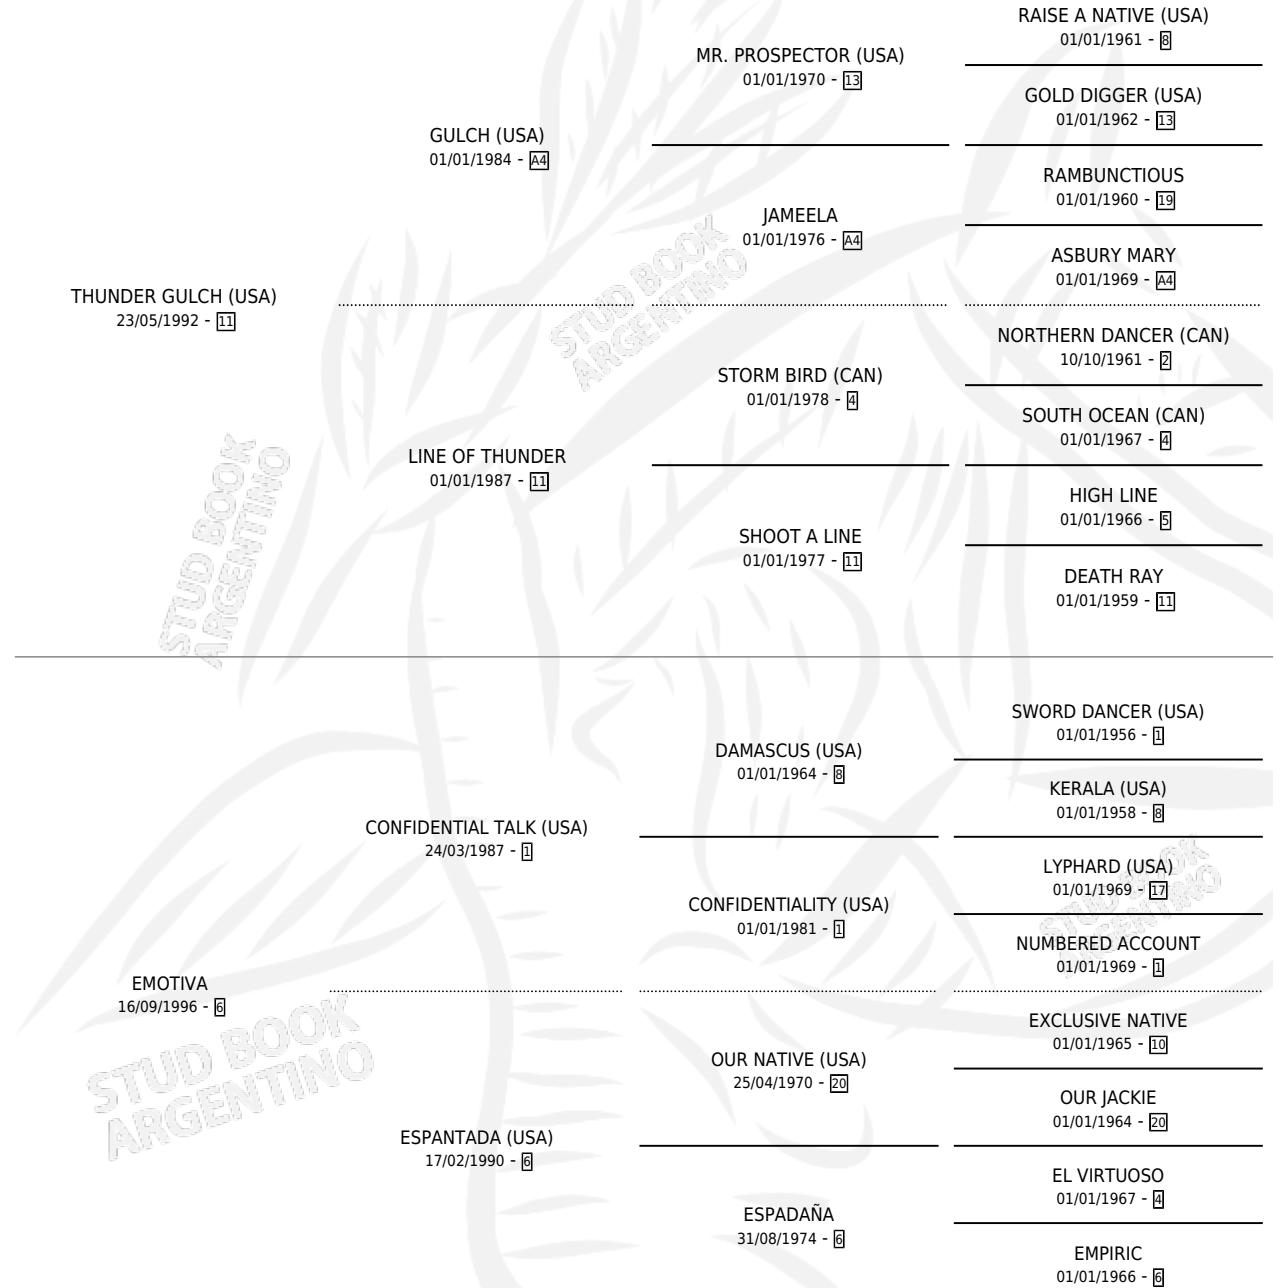 RAISE A NATIVE (USA)
01/01/1961 - 8
MR. PROSPECTOR (USA)
01/01/1970 - 13
GOLD DIGGER (USA)
01/01/1962 - 13
GULCH (USA)
01/01/1984 - A4
RAMBUNCTIOUS
01/01/1960 - 19
JAMEELA
01/01/1976 - A4
ASBURY MARY
01/01/1969 - A4
THUNDER GULCH (USA)
23/05/1992 - 11
NORTHERN DANCER (CAN)
10/10/1961 - 2
STORM BIRD (CAN)
01/01/1978 - 4
SOUTH OCEAN (CAN)
01/01/1967 - 4
LINE OF THUNDER
01/01/1987 - 11
HIGH LINE
01/01/1966 - 5
SHOOT A LINE
01/01/1977 - 11
DEATH RAY
01/01/1959 - 11
SWORD DANCER (USA)
01/01/1956 - 1
DAMASCUS (USA)
01/01/1964 - 8
KERALA (USA)
01/01/1958 - 8
CONFIDENTIAL TALK (USA)
24/03/1987 - 1
LYPHARD (USA)
01/01/1969 - 17
CONFIDENTIALITY (USA)
01/01/1981 - 1
NUMBERED ACCOUNT
01/01/1969 - 1
EMOTIVA
16/09/1996 - 6
EXCLUSIVE NATIVE
01/01/1965 - 10
OUR NATIVE (USA)
25/04/1970 - 20
OUR JACKIE
01/01/1964 - 20
ESPANTADA (USA)
17/02/1990 - 6
EL VIRTUOSO
01/01/1967 - 4
ESPADAÑA
31/08/1974 - 6
EMPIRIC
01/01/1966 - 6
STUD BOOK
ARGENTINO
STUD BOOK
ARGENTINO
STUD BOOK
ARGENTINO
STUD BOOK
ARGENTINO